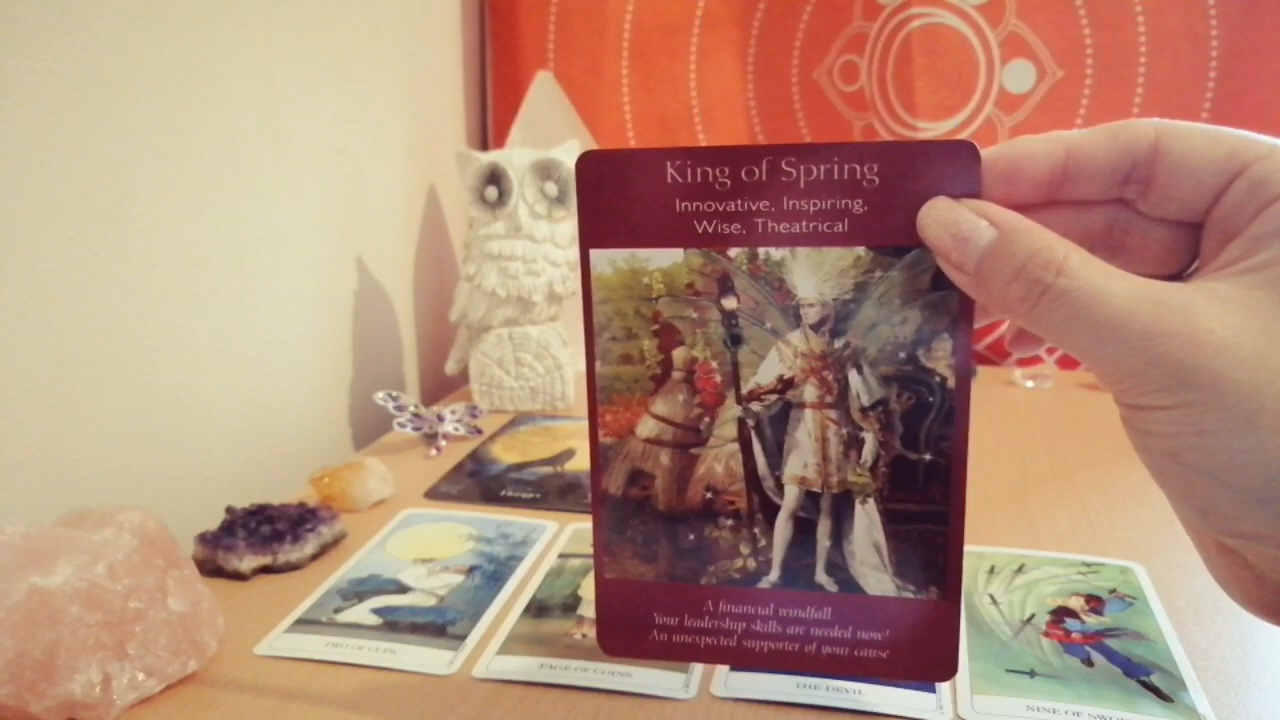 King of Spring
Innovative, Inspiring,
Wise, Theatrical
A financial windfall
Your leadership skills are needed now!
An unexpected supporter of your cause
TWO OF CUPS
PAGE OF COINS
THE DEVIL
NINE OF